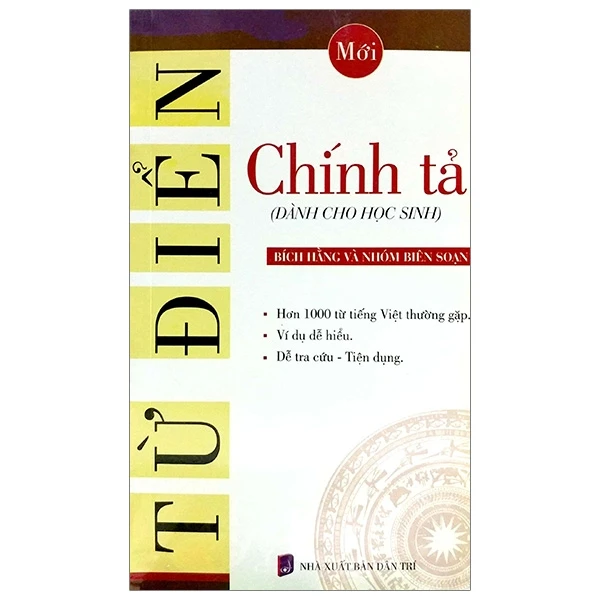 Mới
TỪ ĐIỂN
Chính tả
(DÀNH CHO HỌC SINH)
BÍCH HẰNG VÀ NHÓM BIÊN SOẠN
Hơn 1000 từ tiếng Việt thường gặp.
Ví dụ dễ hiểu.
Dễ tra cứu - Tiện dụng.
NHÀ XUẤT BẢN DÂN TRÍ